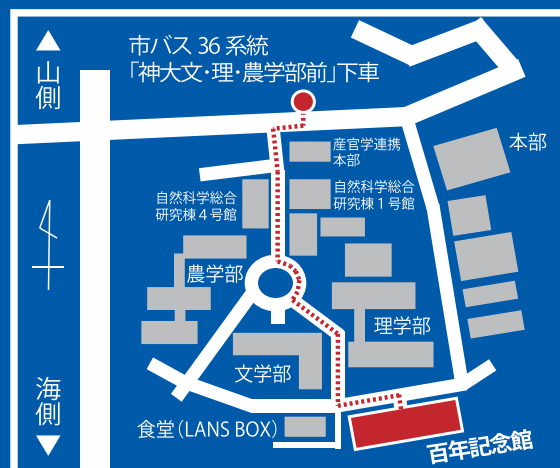 山側
市バス 36 系統
「神大文・理・農学部前」下車
産官学連携
本部
本部
自然科学総合
研究棟４号館
自然科学総合
研究棟１号館
農学部
理学部
文学部
海側
食堂（LANS BOX）
百年記念館